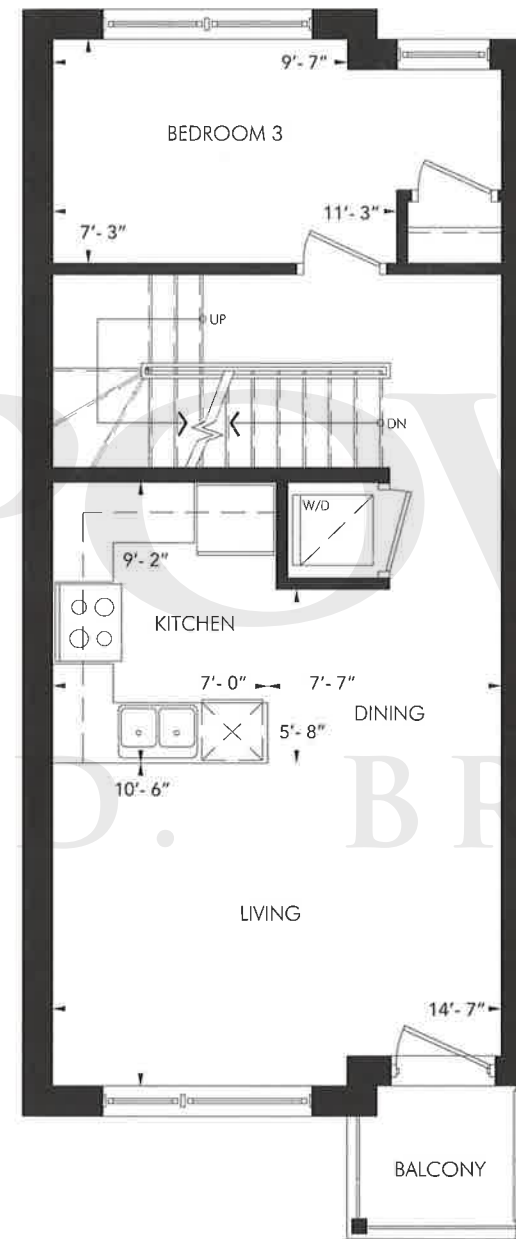 9'- 7"
BEDROOM 3
11'- 3"
7'- 3"
UP
DN
W/D
9'- 2"
KITCHEN
7'- 0" 7'- 7"
DINING
5'- 8"
10'- 6"
LIVING
14'- 7"
BALCONY
D. BR